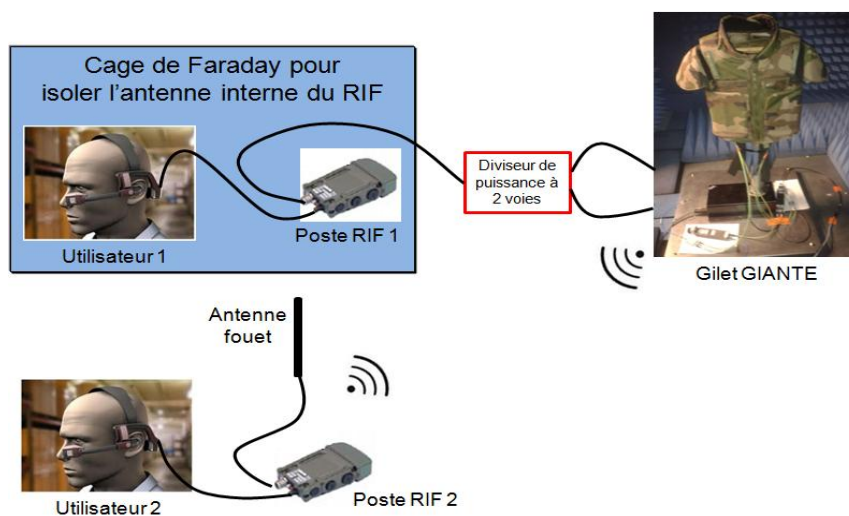 Cage de Faraday pour
isoler l'antenne interne du RIF
Utilisateur 1
Poste RIF 1
Diviseur de
puissance à
2 voies
Gilet GIANTE
Antenne
fouet
Utilisateur 2
Poste RIF 2